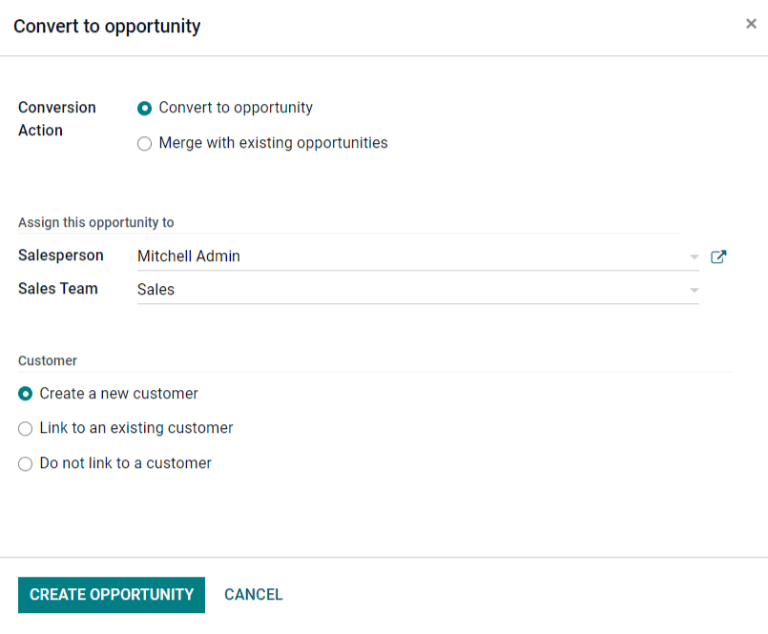 Convert to opportunity
Conversion Action
Convert to opportunity
Merge with existing opportunities
Assign this opportunity to
Salesperson Mitchell Admin
Sales Team Sales
Customer
Create a new customer
Link to an existing customer
Do not link to a customer
CREATE OPPORTUNITY CANCEL